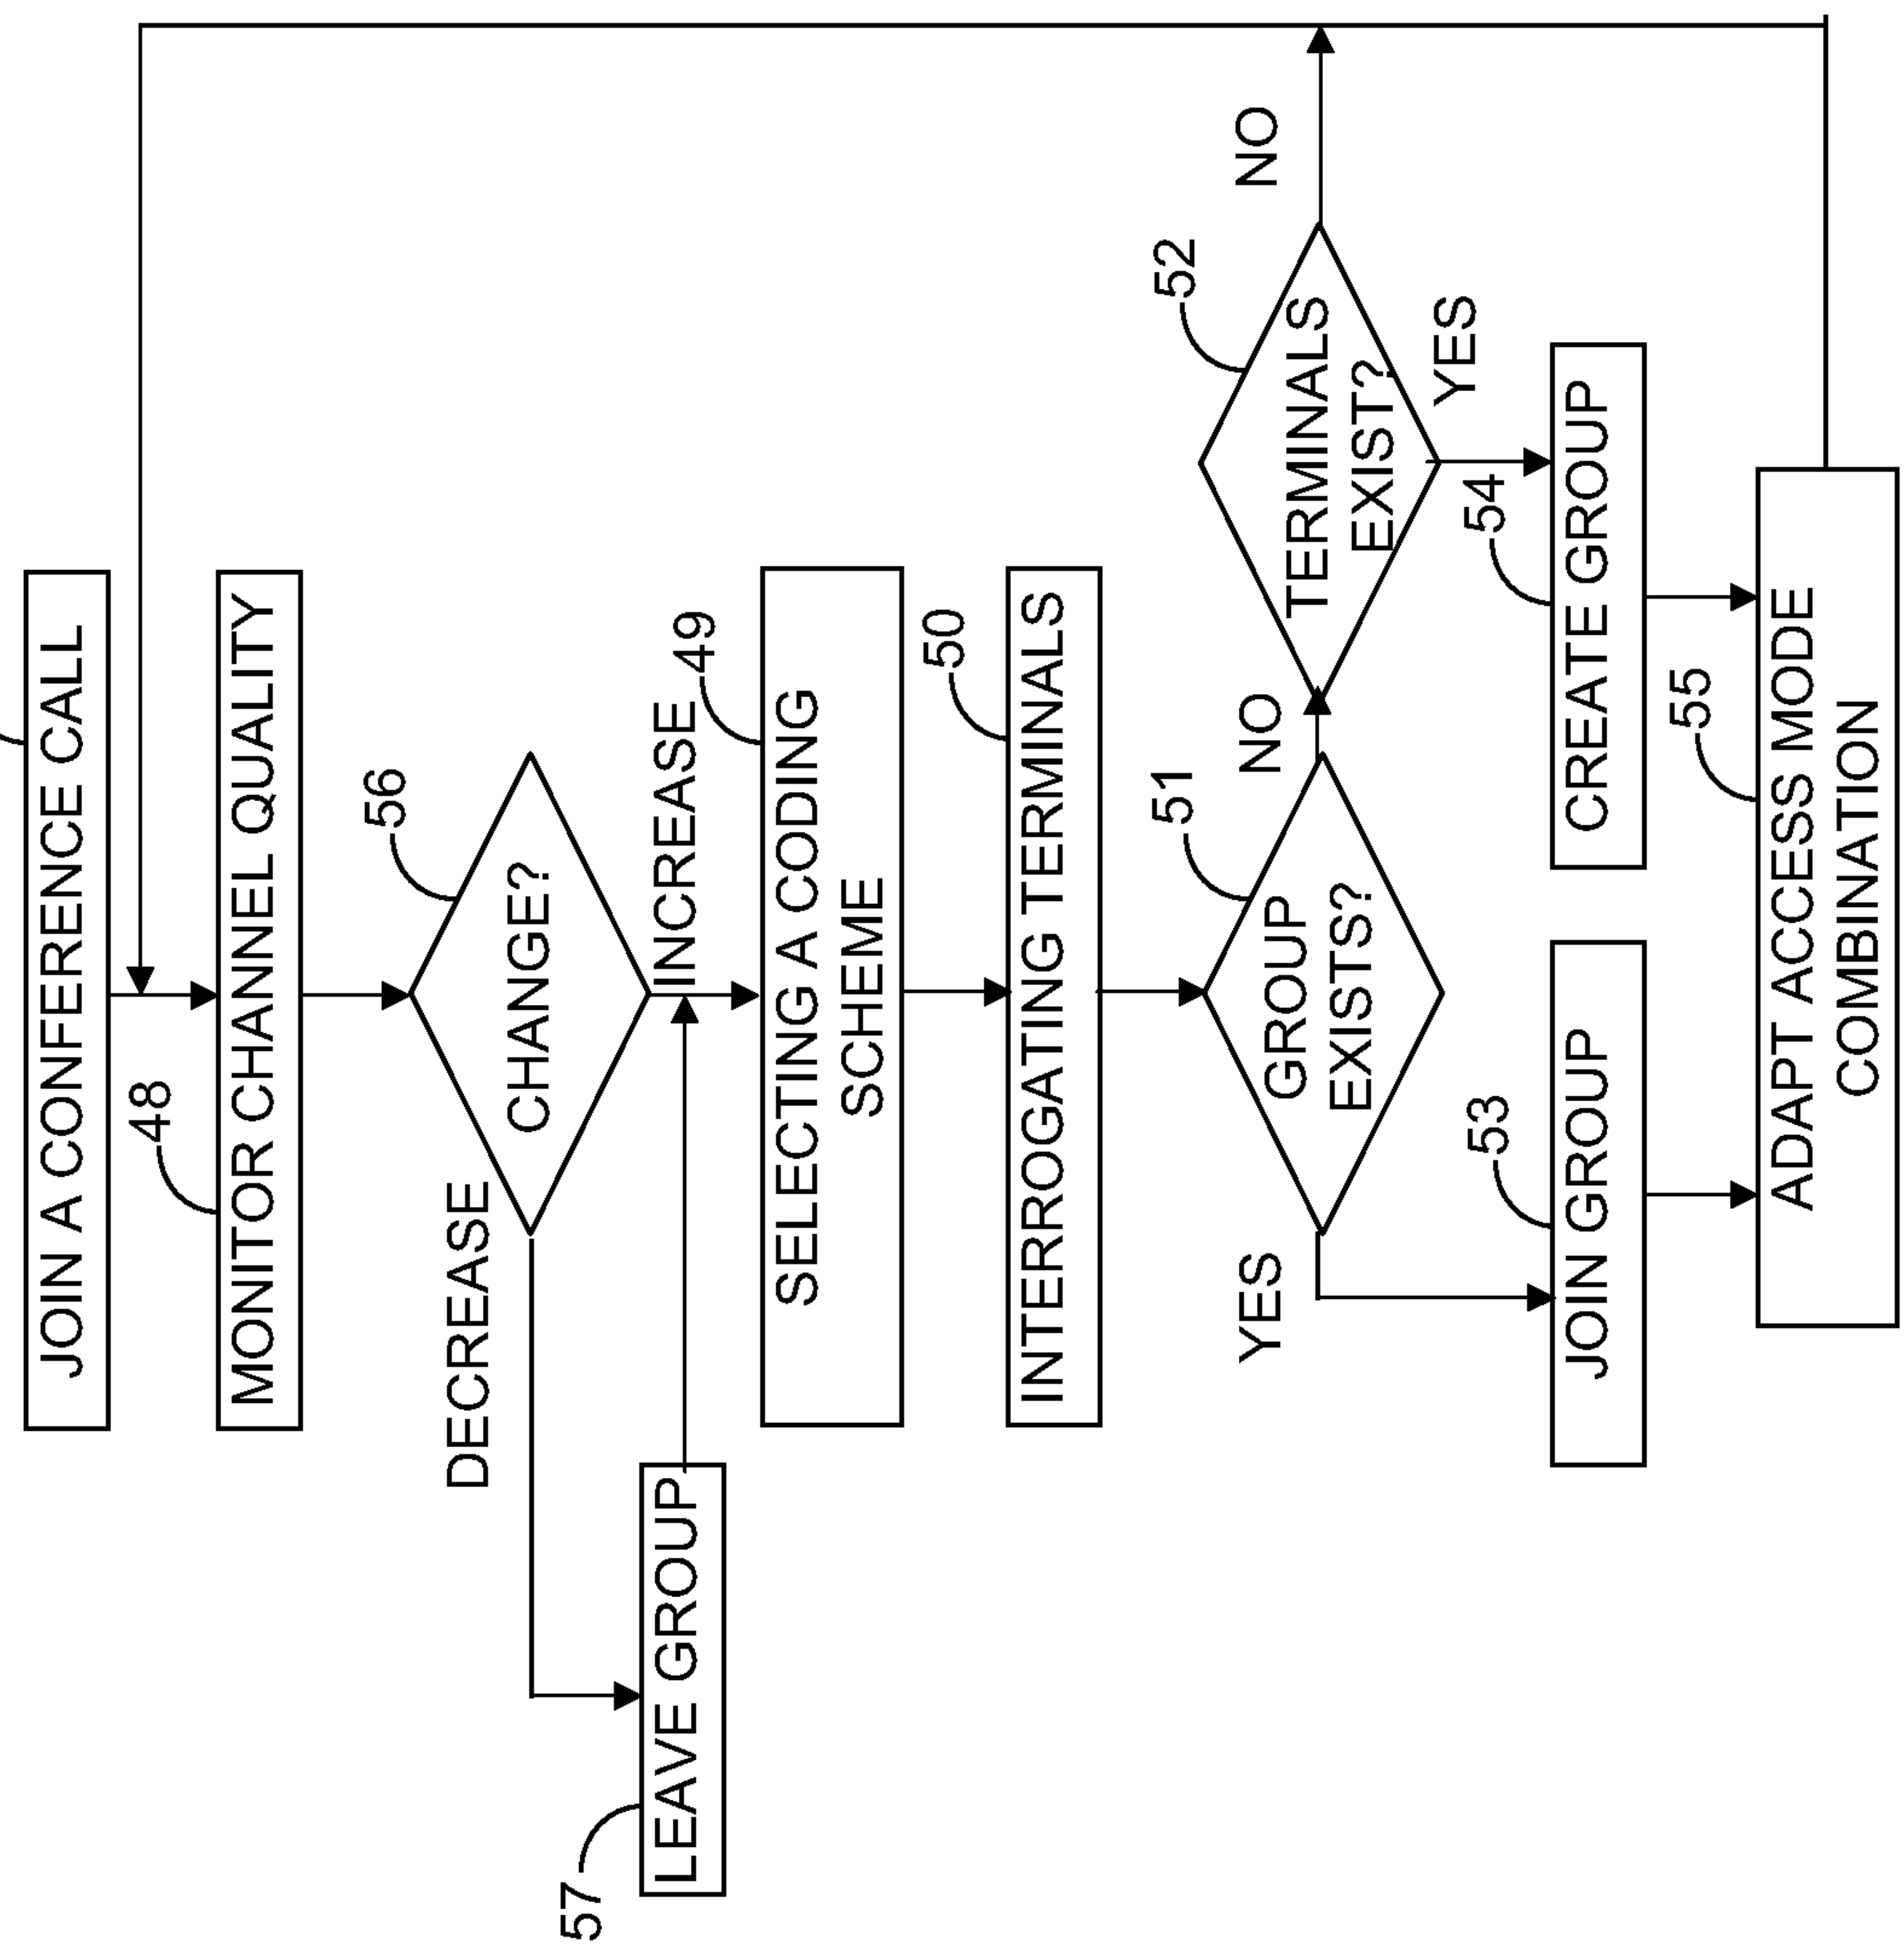 JOIN A CONFERENCE CALL
48
MONITOR CHANNEL QUALITY
56
CHANGE?
DECREASE
INCREASE
57
LEAVE GROUP
49
SELECTING A CODING
SCHEME
50
INTERROGATING TERMINALS
51
GROUP
EXISTS?
YES
NO
52
TERMINALS
EXIST?
NO
YES
53
JOIN GROUP
54
CREATE GROUP
55
ADAPT ACCESS MODE
COMBINATION